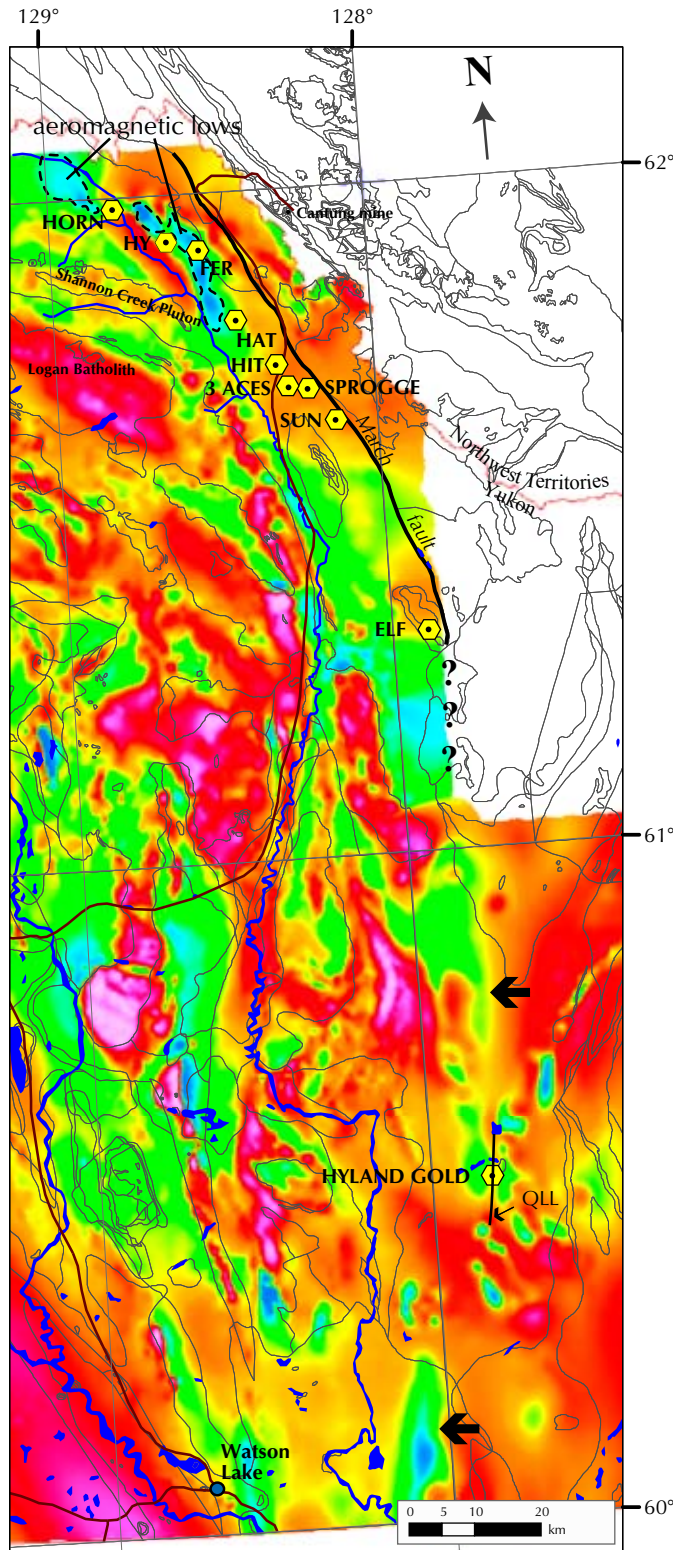 129° 128°
N
aeromagnetic lows
62°
HORN
Cantung mine
HY
FER
Shannon Creek Pluton
HAT
Logan Batholith
HIT
3 ACES
SPROGGE
SUN
March
fault
Northwest Territories
Yukon
ELF
?
?
?
61°
HYLAND GOLD
QLL
Watson
Lake
60°
0 5 10 20
km